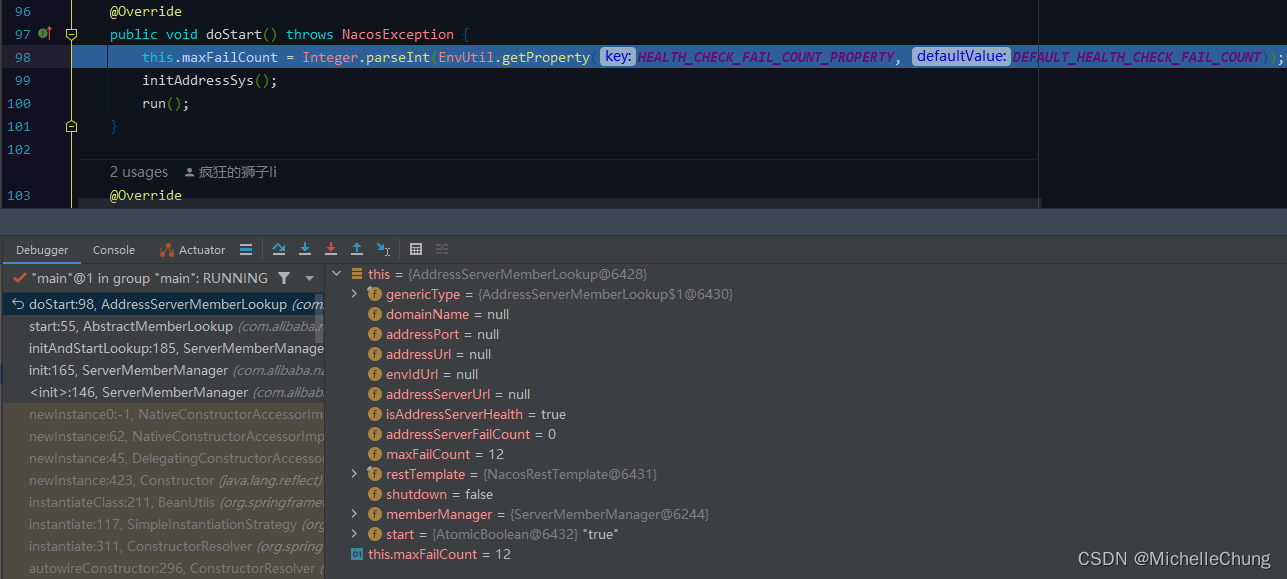 96 @Override
97 public void doStart() throws NacosException {
98 this.maxFailCount = Integer.parseInt(EnvUtil.getProperty( key: HEALTH_CHECK_FAIL_COUNT_PROPERTY, defaultValue: DEFAULT_HEALTH_CHECK_FAIL_COUNT));
99 initAddressSys();
100 run();
101 }
102
2 usages 疯狂的狮子li
103 @Override
Debugger Console Actuator
"main"@1 in group "main": RUNNING
doStart:98, AddressServerMemberLookup (com.
start:55, AbstractMemberLookup (com.alibaba.n
initAndStartLookup:185, ServerMemberManage
init:165, ServerMemberManager (com.alibaba.na
<init>:146, ServerMemberManager (com.alibab
newInstance0:-1, NativeConstructorAccessorIm
newInstance:62, NativeConstructorAccessorImp
newInstance:45, DelegatingConstructorAccesso
newInstance:423, Constructor (java.lang.reflect)
instantiateClass:211, BeanUtils (org.springframe
instantiate:117, SimpleInstantiationStrategy (org
instantiate:311, ConstructorResolver (org.spring
autowireConstructor:296, ConstructorResolver (
this = {AddressServerMemberLookup@6428}
genericType = {AddressServerMemberLookup$1@6430}
domainName = null
addressPort = null
addressUrl = null
envIdUrl = null
addressServerUrl = null
isAddressServerHealth = true
addressServerFailCount = 0
maxFailCount = 12
restTemplate = {NacosRestTemplate@6431}
shutdown = false
memberManager = {ServerMemberManager@6244}
start = {AtomicBoolean@6432} "true"
this.maxFailCount = 12
CSDN @MichelleChung